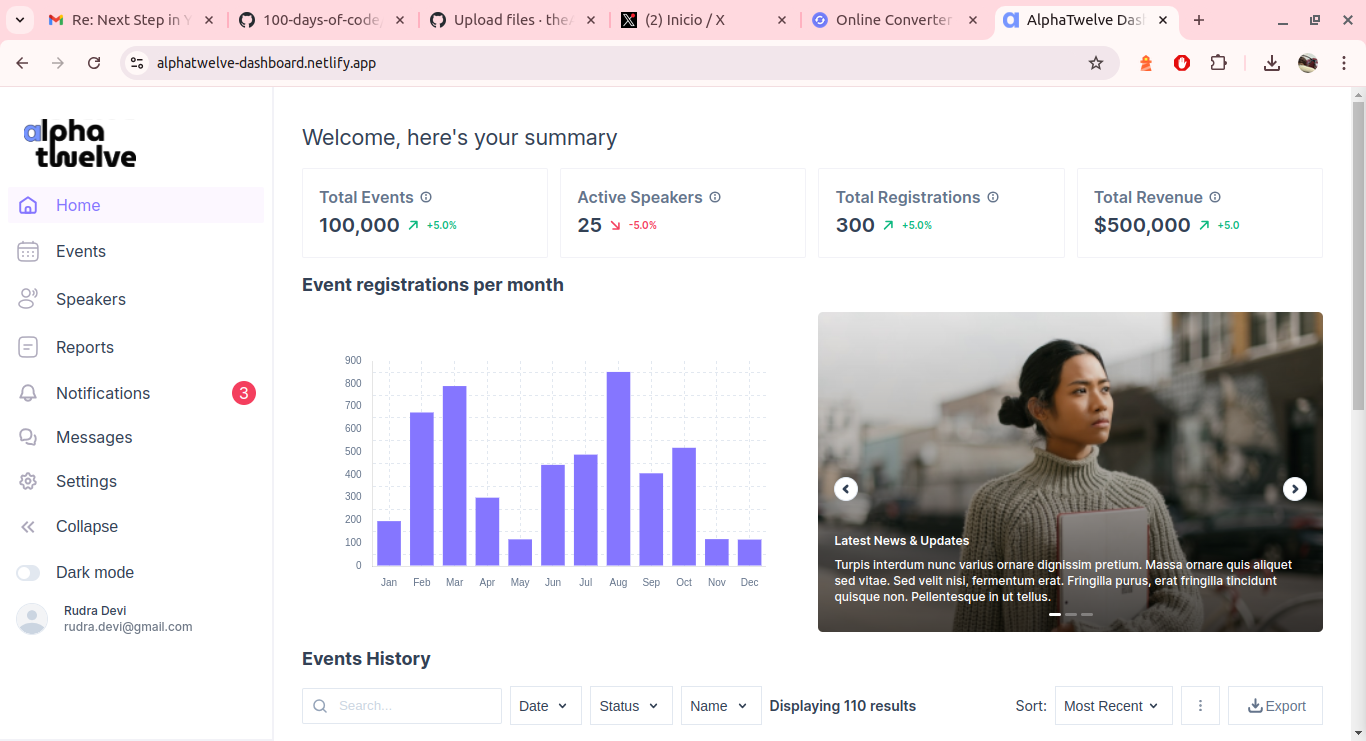 Re: Next Step in Y
100-days-of-code
Upload files · the
(2) Inicio / X
Online Converter
AlphaTwelve Das
alphatwelve-dashboard.netlify.app
alpha
twelve
Home
Events
Speakers
Reports
Notifications 3
Messages
Settings
Collapse
Dark mode
Rudra Devi
rudra.devi@gmail.com
Welcome, here's your summary
Total Events
100,000 +5.0%
Active Speakers
25 -5.0%
Total Registrations
300 +5.0%
Total Revenue
$500,000 +5.0
Event registrations per month
900
800
700
600
500
400
300
200
100
0
Jan Feb Mar Apr May Jun Jul Aug Sep Oct Nov Dec
Latest News & Updates
Turpis interdum nunc varius ornare dignissim pretium. Massa ornare quis aliquet
sed vitae. Sed velit nisi, fermentum erat. Fringilla purus, erat fringilla tincidunt
quisque non. Pellentesque in ut tellus.
Events History
Search... Date Status Name Displaying 110 results Sort: Most Recent Export